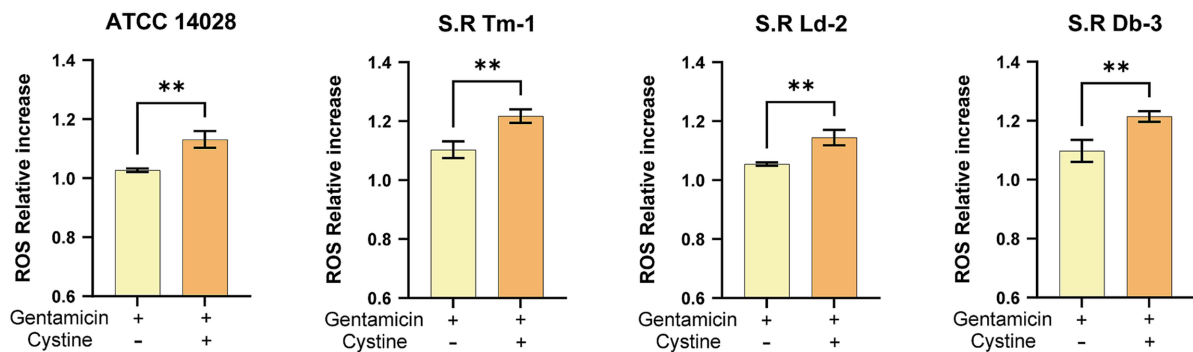 ATCC 14028
ROS Relative increase
1.4
1.2
1.0
0.8
0.6
**
Gentamicin + +
Cystine - +
S.R Tm-1
ROS Relative increase
1.4
1.2
1.0
0.8
0.6
**
Gentamicin + +
Cystine - +
S.R Ld-2
ROS Relative increase
1.4
1.2
1.0
0.8
0.6
**
Gentamicin + +
Cystine - +
S.R Db-3
ROS Relative increase
1.4
1.2
1.0
0.8
0.6
**
Gentamicin + +
Cystine - +